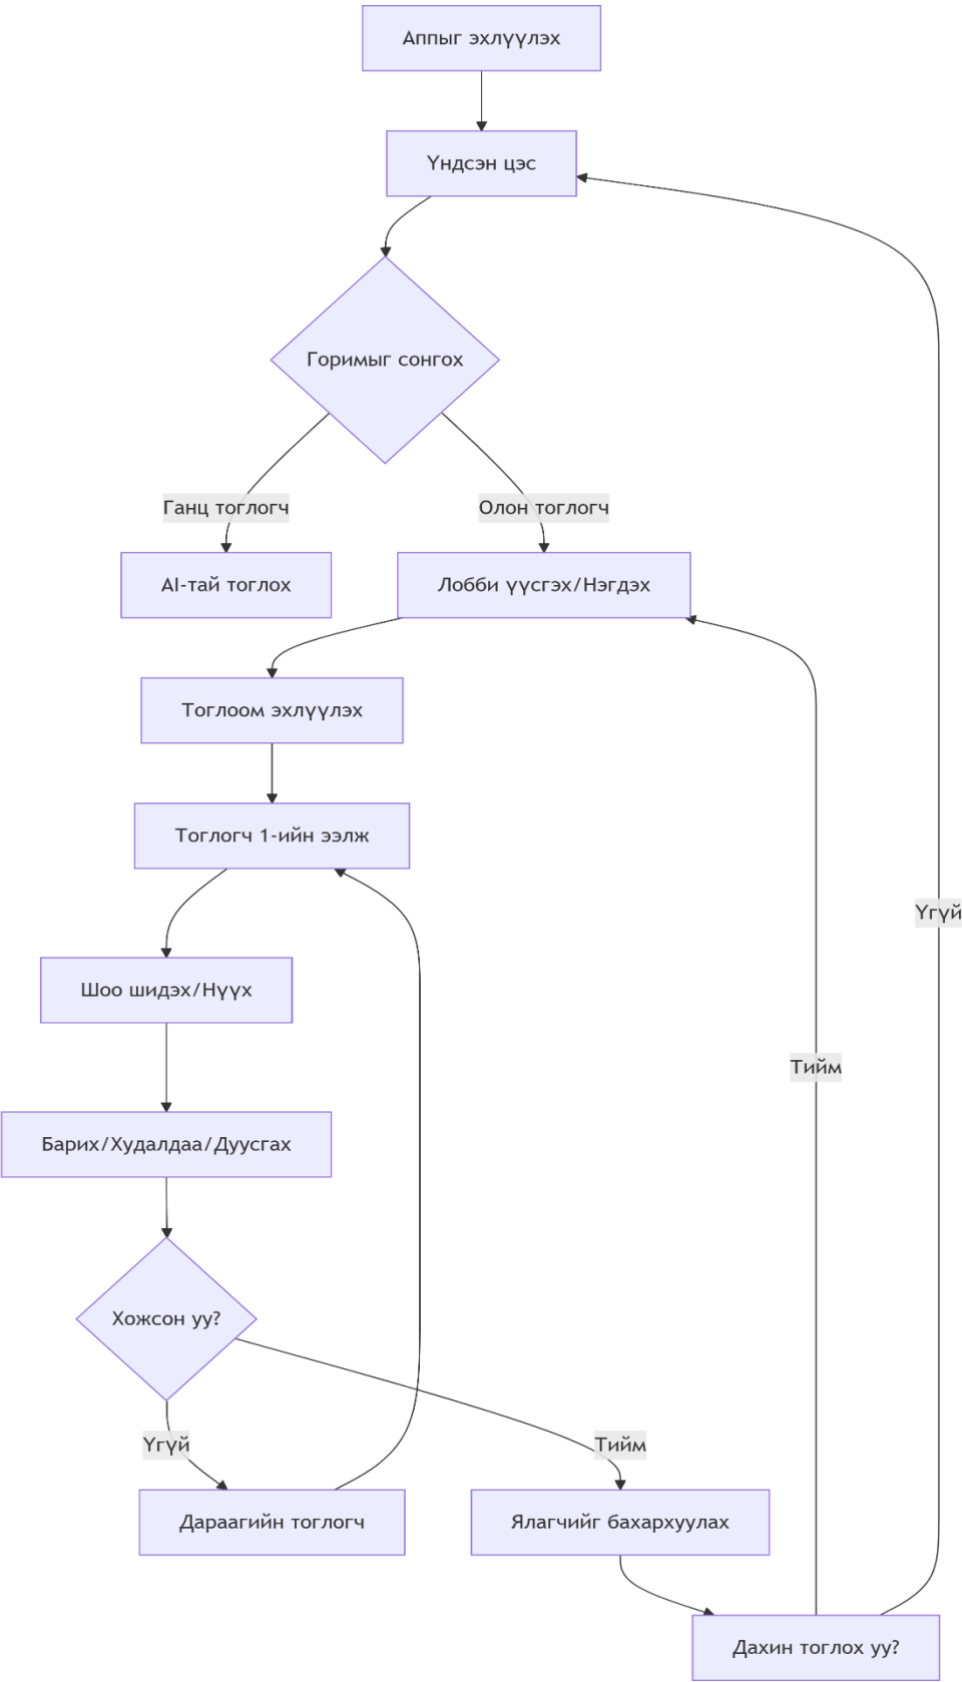 Аппыг эхлүүлэх
Үндсэн цэс
Горимыг сонгох
Ганц тоглогч
Олон тоглогч
AI-тай тоглох
Лобби үүсгэх/Нэгдэх
Тоглоом эхлүүлэх
Тоглогч 1-ийн ээлж
Үгүй
Шоо шидэх/Нүүх
Тийм
Барих/Худалдаа/Дуусгах
Хожсон уу?
Үгүй
Тийм
Дараагийн тоглогч
Ялагчийг бахархуулах
Дахин тоглох уу?